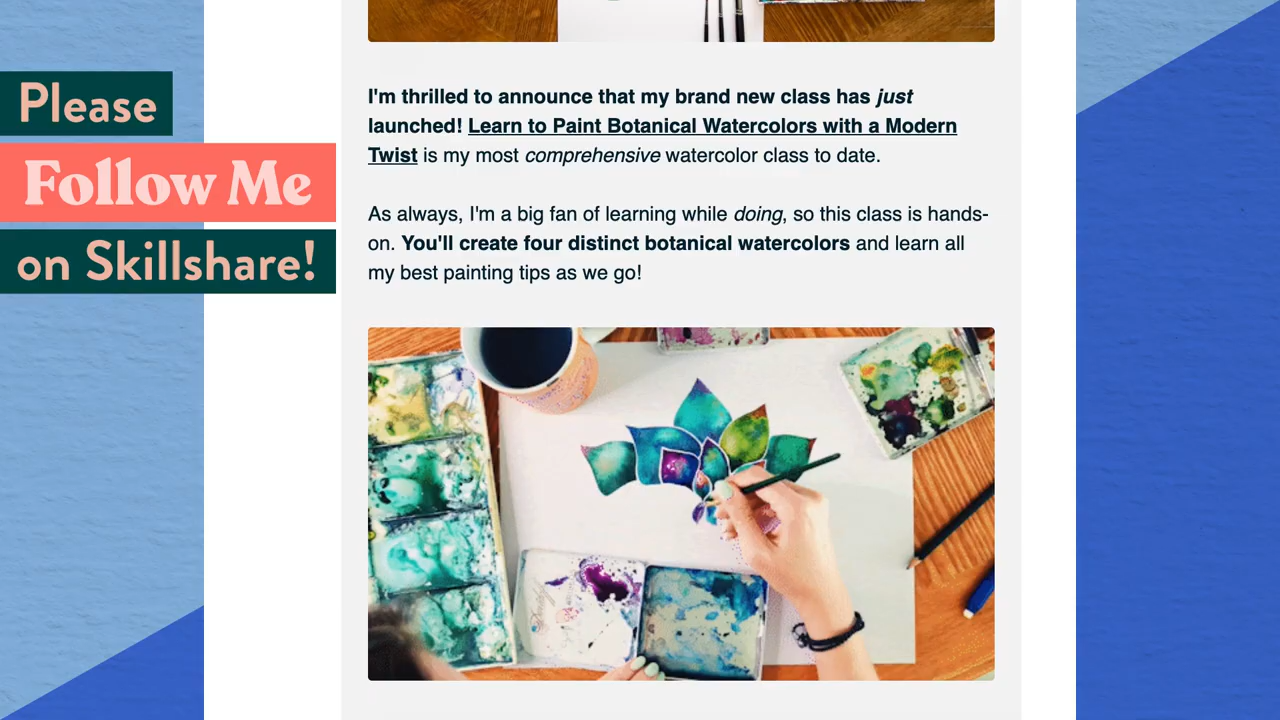 Please
Follow Me
on Skillshare!
I'm thrilled to announce that my brand new class has just
launched! Learn to Paint Botanical Watercolors with a Modern
Twist is my most comprehensive watercolor class to date.
As always, I'm a big fan of learning while doing, so this class is hands-
on. You'll create four distinct botanical watercolors and learn all
my best painting tips as we go!